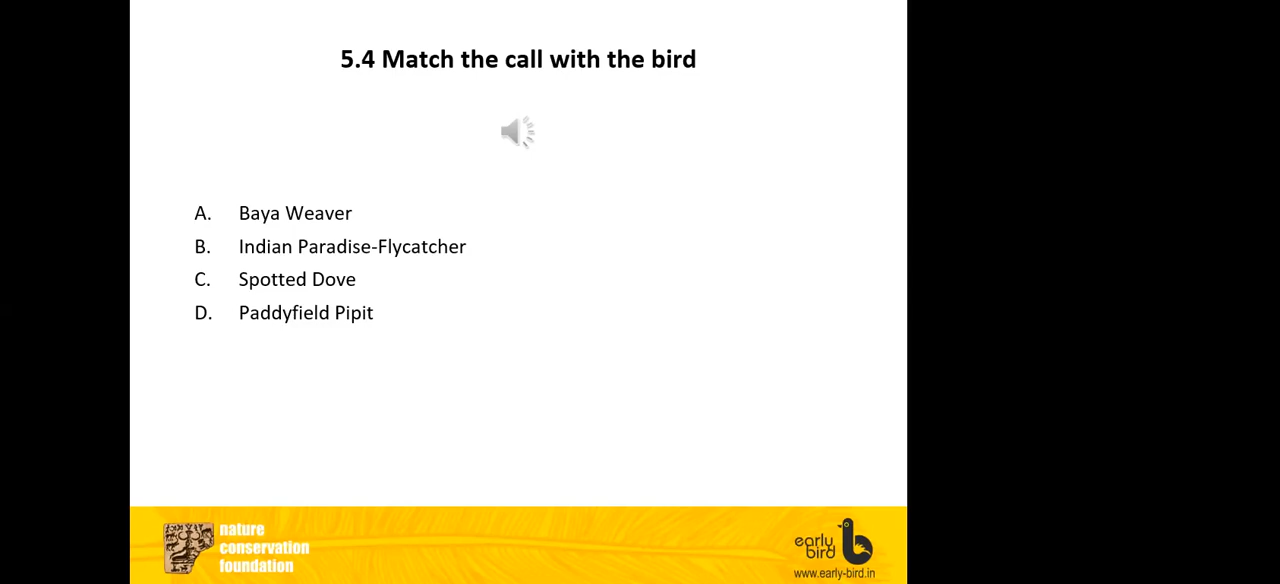 5.4 Match the call with the bird
A. Baya Weaver
B. Indian Paradise-Flycatcher
C. Spotted Dove
D. Paddyfield Pipit
nature
conservation
foundation
early
bird
www.early-bird.in